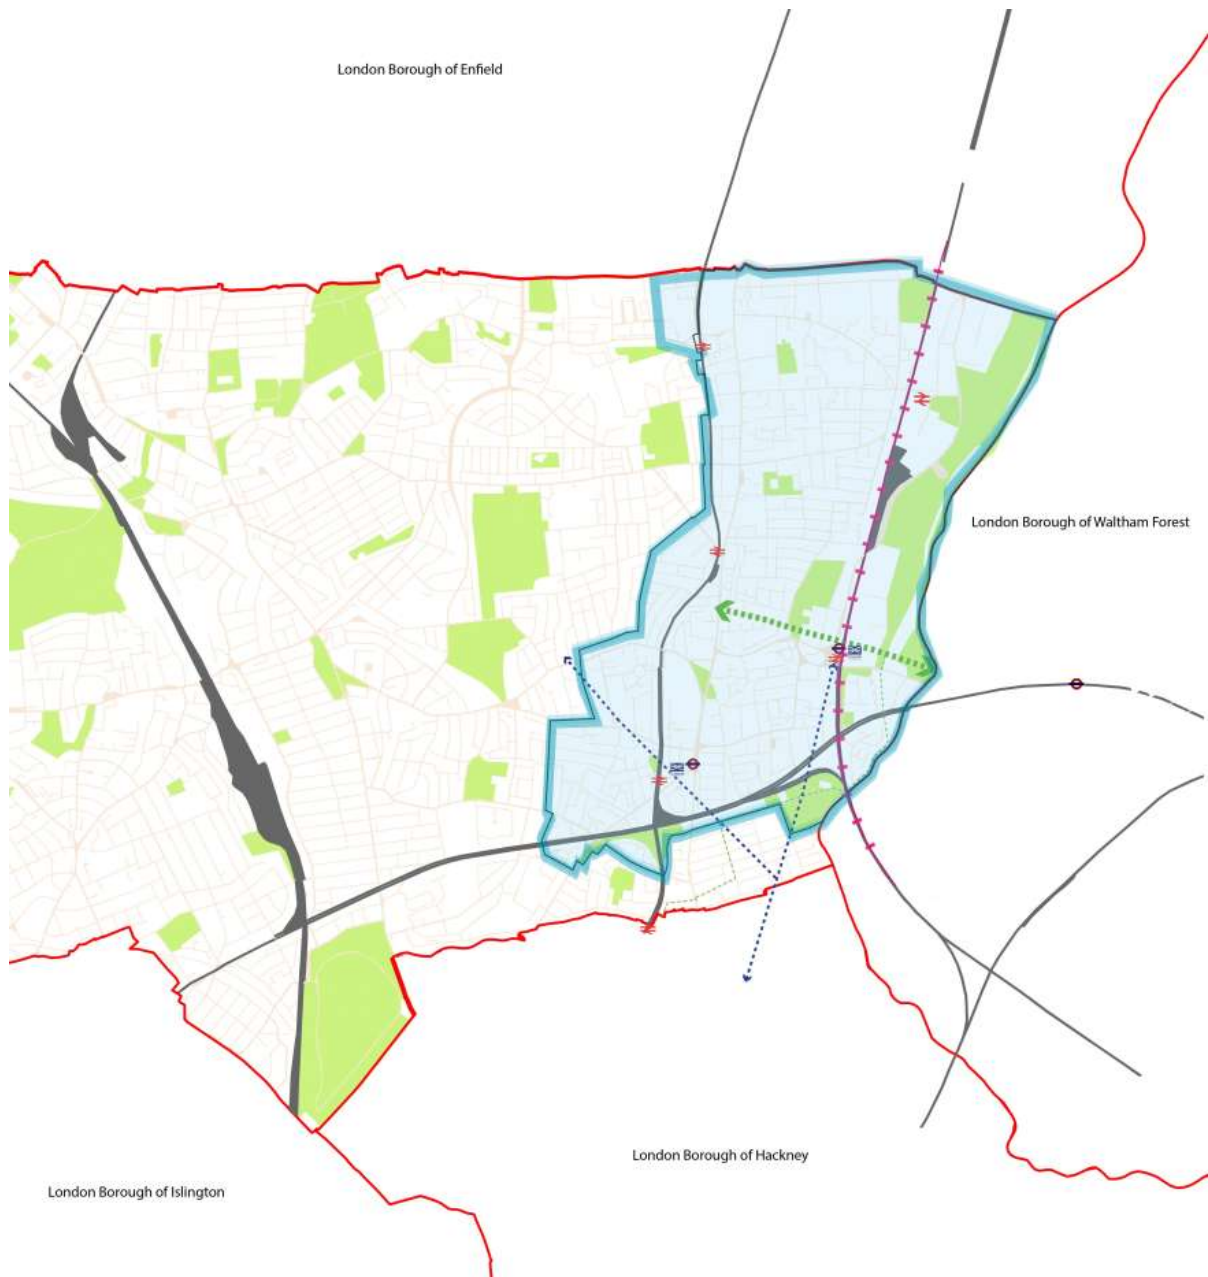 London Borough of Enfield
London Borough of Waltham Forest
London Borough of Hackney
London Borough of Islington